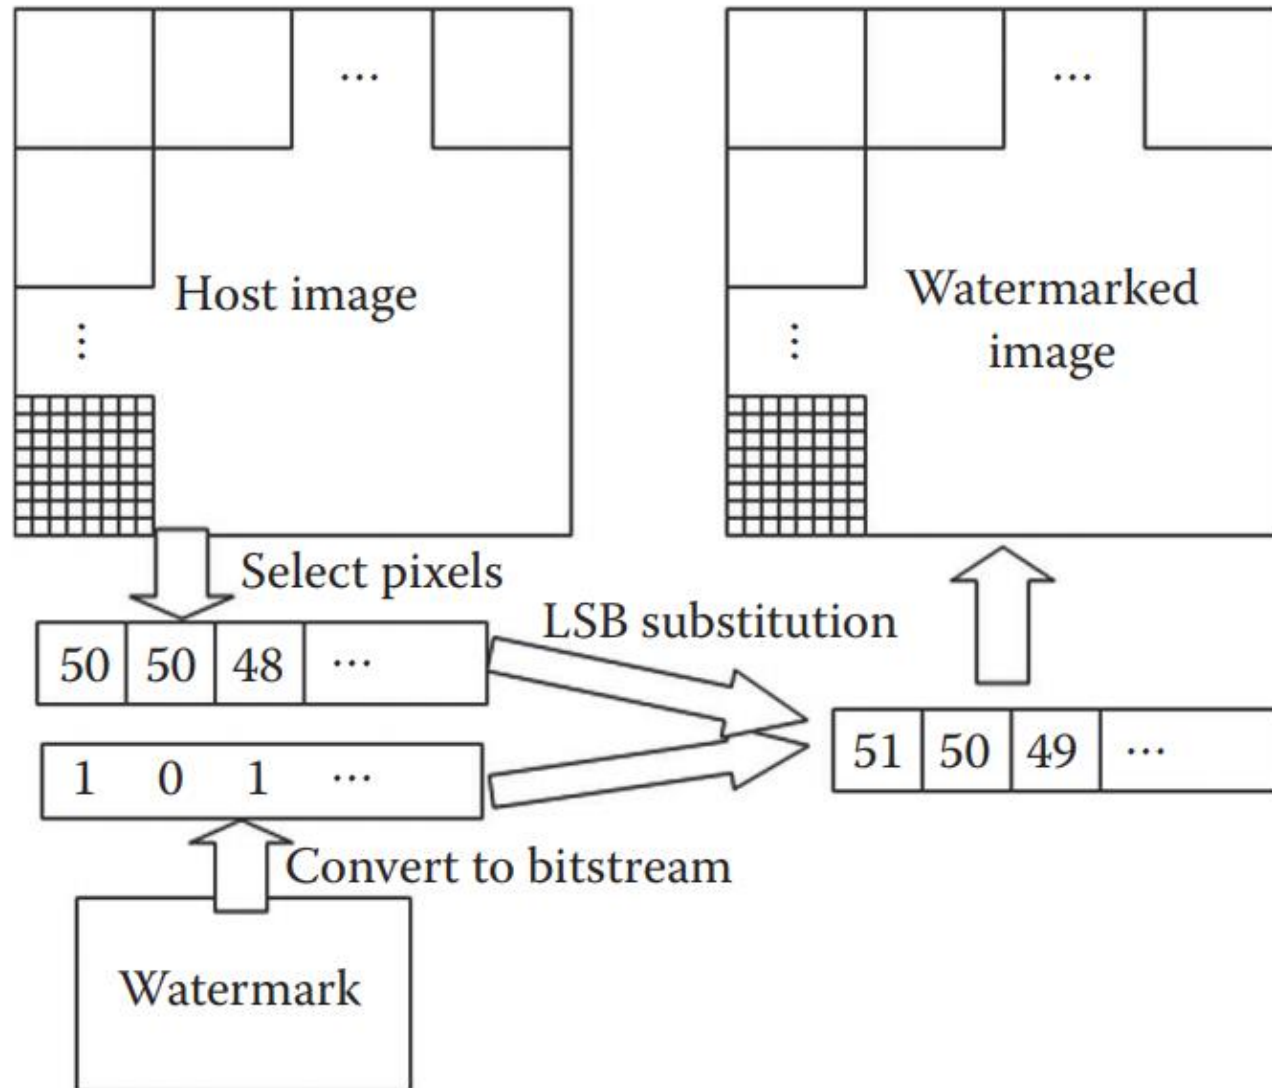 ...
...
Host image
Watermarked
image
⋮
⋮
Select pixels
LSB substitution
50 50 48 ...
51 50 49 ...
1 0 1 ...
Convert to bitstream
Watermark